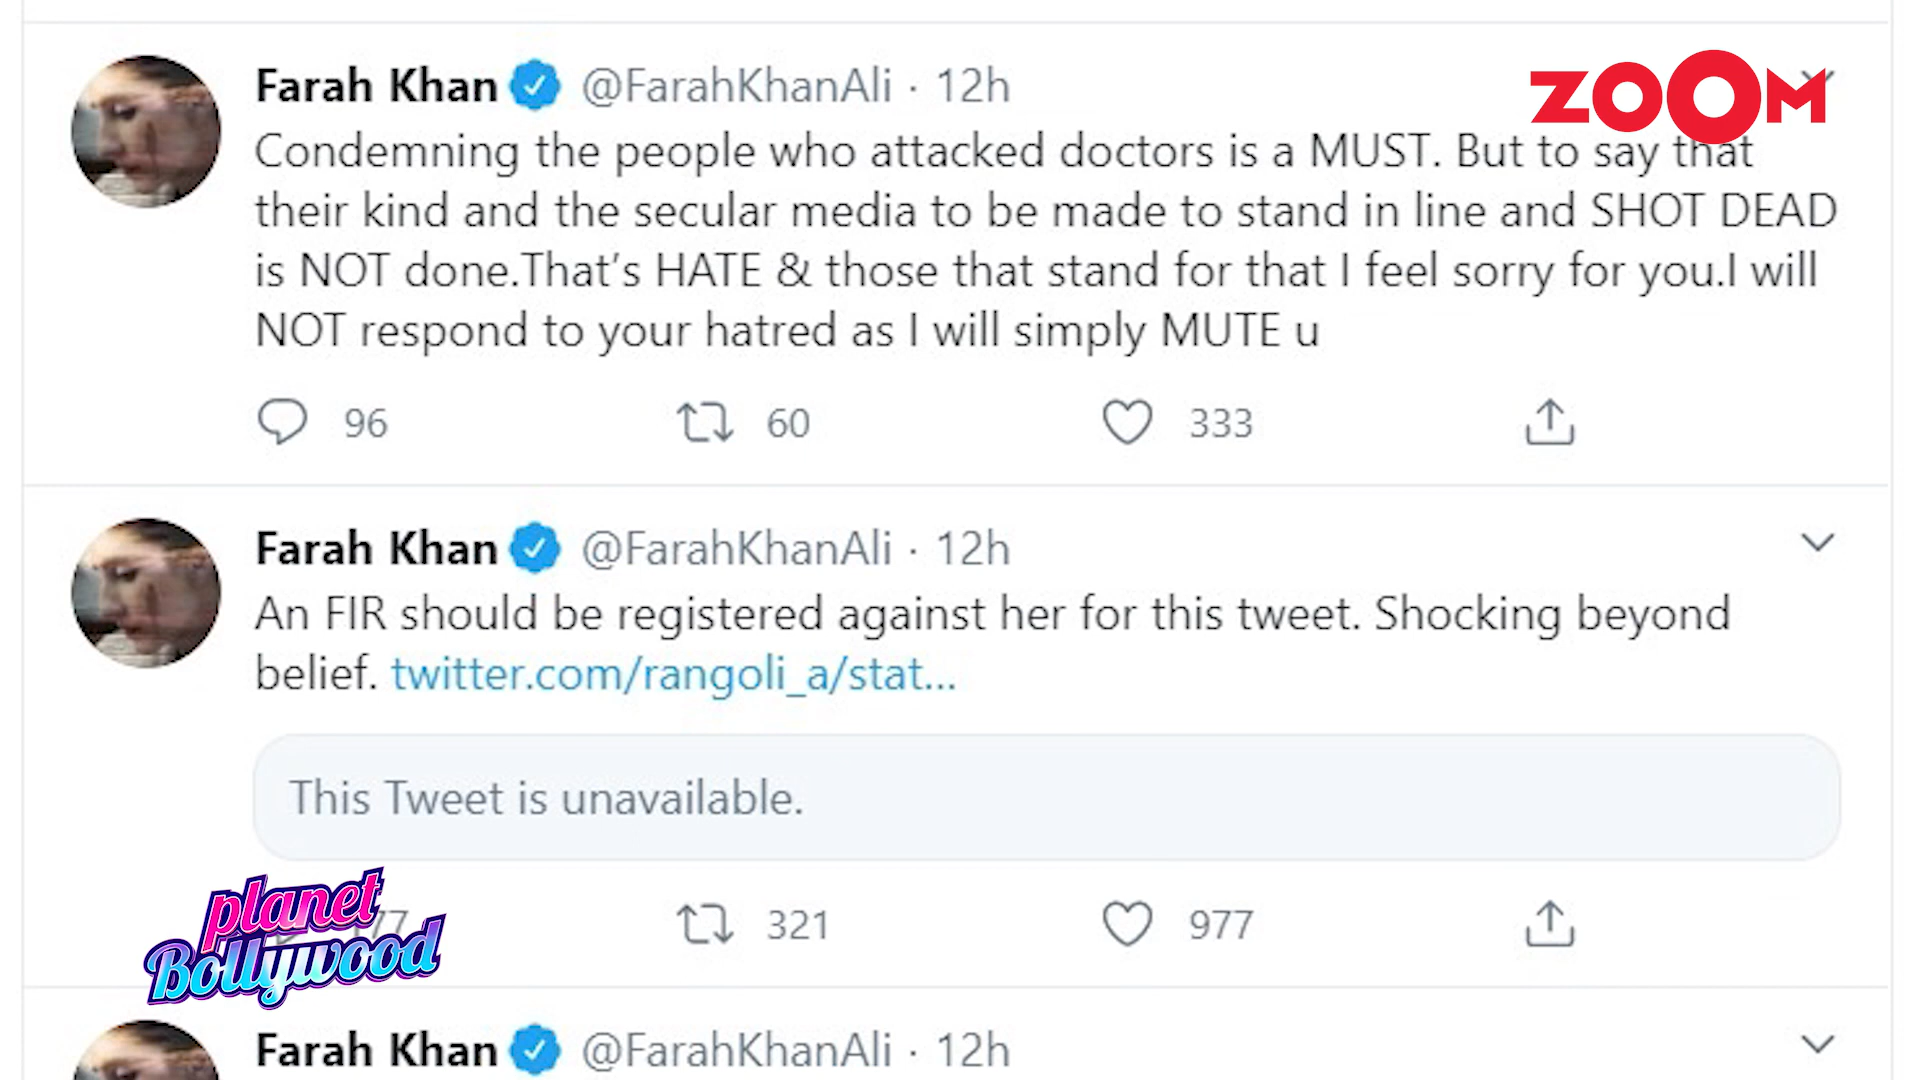 Farah Khan @FarahKhanAli · 12h
ZOOM
Condemning the people who attacked doctors is a MUST. But to say that
their kind and the secular media to be made to stand in line and SHOT DEAD
is NOT done.That's HATE & those that stand for that I feel sorry for you.I will
NOT respond to your hatred as I will simply MUTE u
96 60 333
Farah Khan @FarahKhanAli · 12h
An FIR should be registered against her for this tweet. Shocking beyond
belief. twitter.com/rangoli_a/stat...
This Tweet is unavailable.
321 977
planet
Bollywood
Farah Khan @FarahKhanAli · 12h